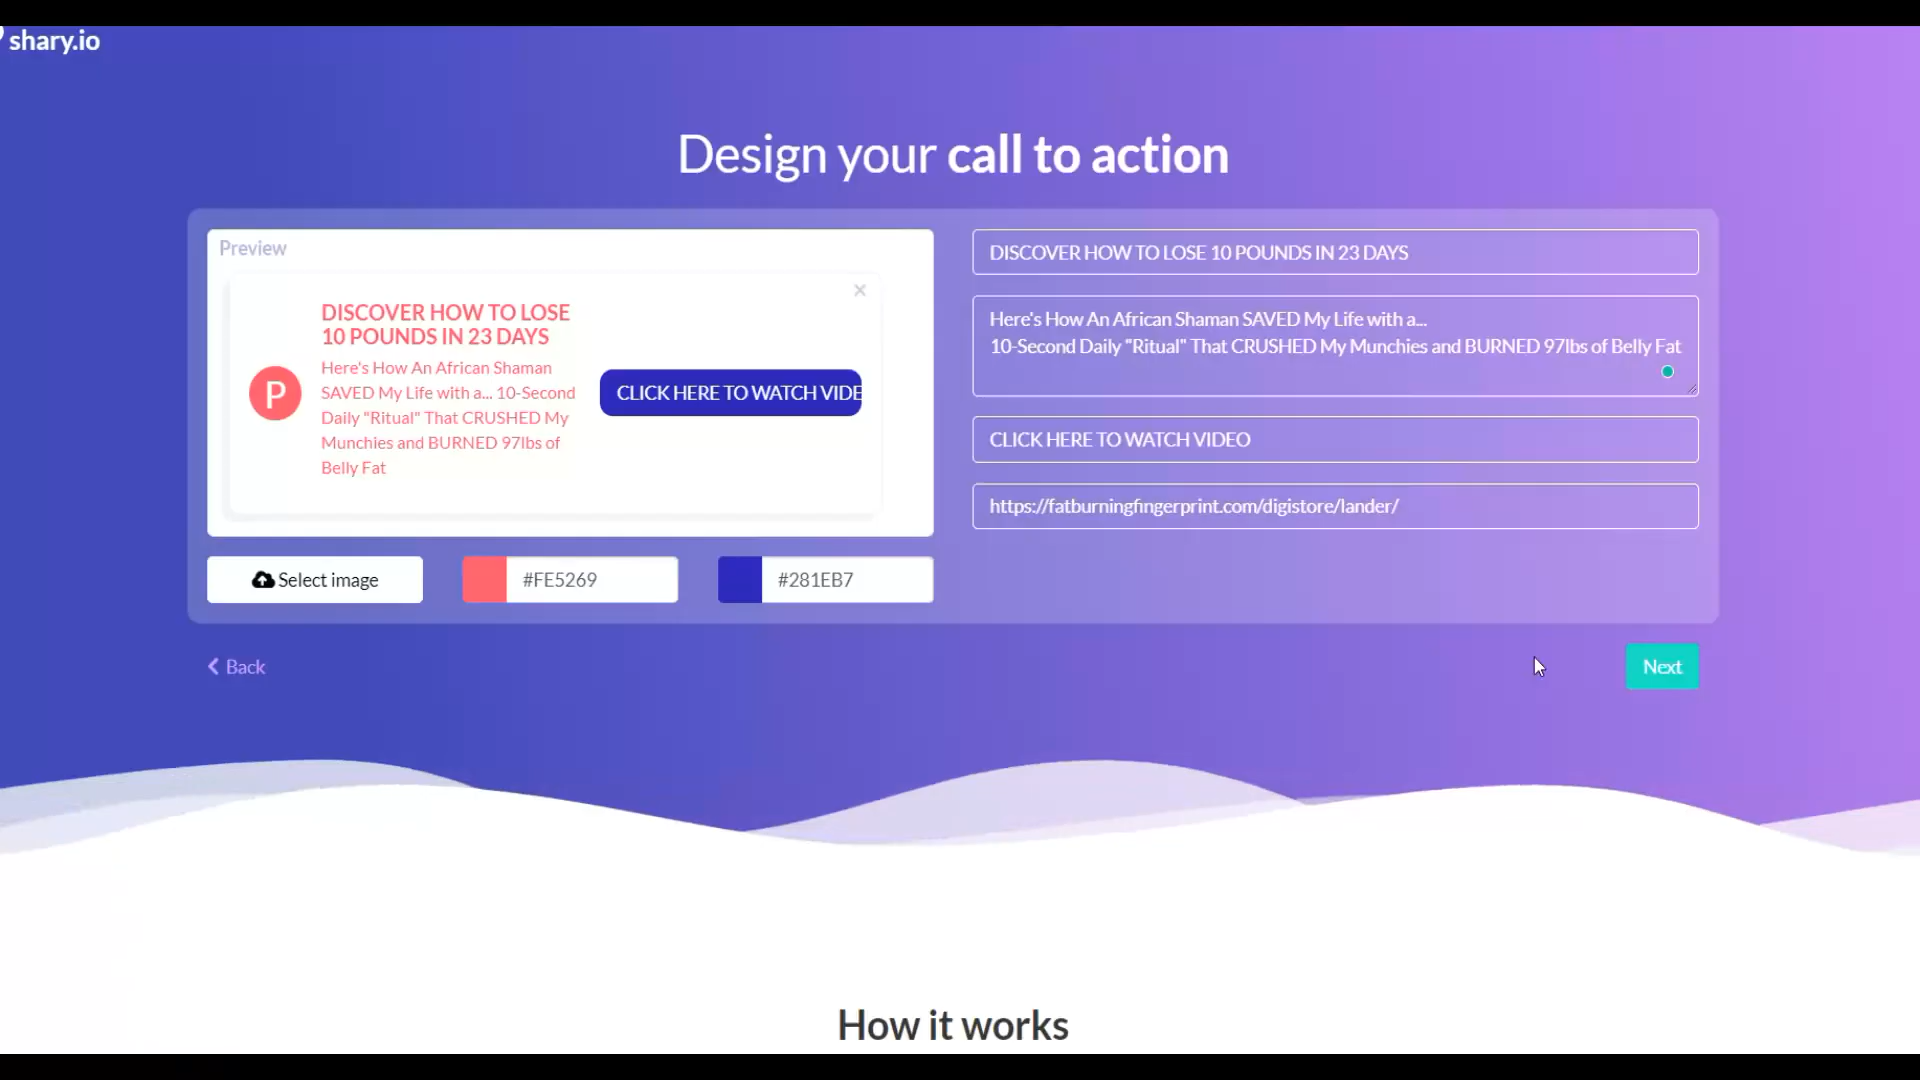 shary.io
Design your call to action
Preview
×
DISCOVER HOW TO LOSE
10 POUNDS IN 23 DAYS
Here's How An African Shaman
SAVED My Life with a... 10-Second
Daily "Ritual" That CRUSHED My
Munchies and BURNED 97lbs of
Belly Fat
P
CLICK HERE TO WATCH VIDE
Select image
#FE5269
#281EB7
DISCOVER HOW TO LOSE 10 POUNDS IN 23 DAYS
Here's How An African Shaman SAVED My Life with a...
10-Second Daily "Ritual" That CRUSHED My Munchies and BURNED 97lbs of Belly Fat
CLICK HERE TO WATCH VIDEO
https://fatburningfingerprint.com/digistore/lander/
Back
Next
How it works